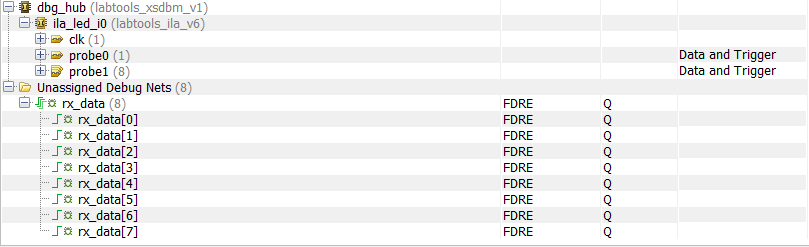 dbg_hub (labtools_xsdbm_v1)
ila_led_i0 (labtools_ila_v6)
clk (1)
probe0 (1) Data and Trigger
probe1 (8) Data and Trigger
Unassigned Debug Nets (8)
rx_data (8) FDRE Q
rx_data[0] FDRE Q
rx_data[1] FDRE Q
rx_data[2] FDRE Q
rx_data[3] FDRE Q
rx_data[4] FDRE Q
rx_data[5] FDRE Q
rx_data[6] FDRE Q
rx_data[7] FDRE Q